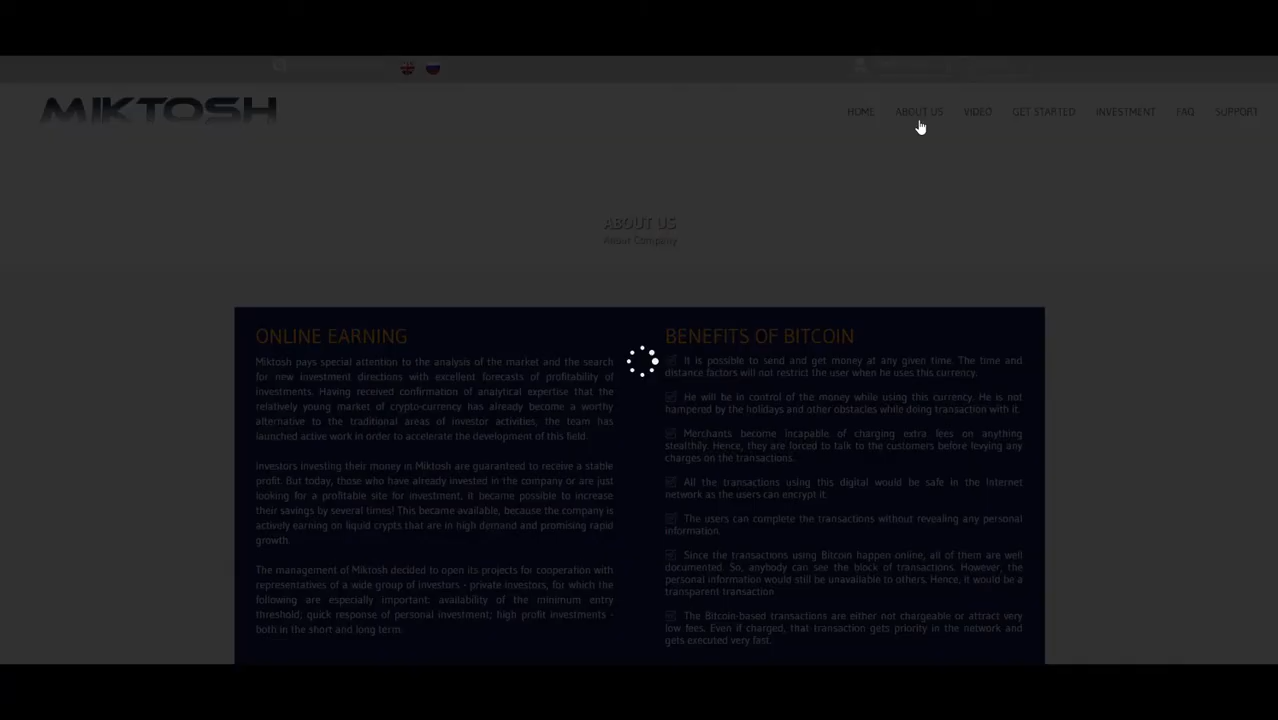 MIKTOSH
HOME ABOUT US VIDEO GET STARTED INVESTMENT FAQ SUPPORT
ABOUT US
About Company
ONLINE EARNING
Miktosh pays special attention to the analysis of the market and the search
for new investment directions with excellent forecasts of profitability of
investments. Having received confirmation of analytical expertise that the
relatively young market of crypto-currency has already become a worthy
alternative to the traditional areas of investor activities, the team has
launched active work in order to accelerate the development of this field.
Investors investing their money in Miktosh are guaranteed to receive a stable
profit. But today, those who have already invested in the company or are just
looking for a profitable site for investment, it became possible to increase
their savings by several times! This became available, because the company is
actively earning on liquid crypts that are in high demand and promising rapid
growth.
The management of Miktosh decided to open its projects for cooperation with
representatives of a wide group of investors - private investors, for which the
following are especially important: availability of the minimum entry
threshold; quick response of personal investment; high profit investments -
both in the short and long term.
BENEFITS OF BITCOIN
It is possible to send and get money at any given time. The time and
distance factors will not restrict the user when he uses this currency.
He will be in control of the money while using this currency. He is not
hampered by the holidays and other obstacles while doing transaction with it.
Merchants become incapable of charging extra fees on anything
stealthily. Hence, they are forced to talk to the customers before levying any
charges on the transactions.
All the transactions using this digital would be safe in the Internet
network as the users can encrypt it.
The users can complete the transactions without revealing any personal
information.
Since the transactions using Bitcoin happen online, all of them are well
documented. So, anybody can see the block of transactions. However, the
personal information would still be unavailable to others. Hence, it would be a
transparent transaction
The Bitcoin-based transactions are either not chargeable or attract very
low fees. Even if charged, that transaction gets priority in the network and
gets executed very fast.